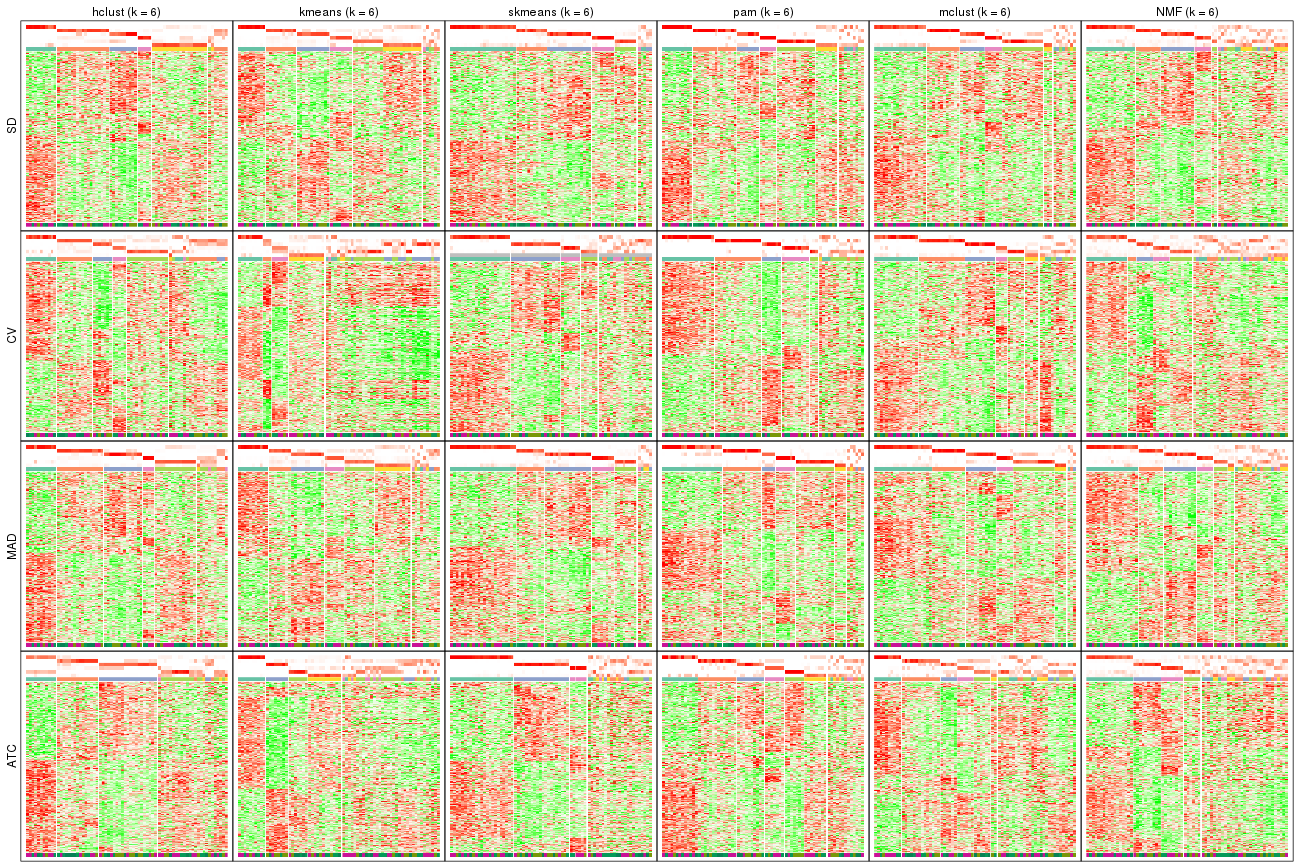 hclust (k = 6) kmeans (k = 6) skmeans (k = 6) pam (k = 6) mclust (k = 6) NMF (k = 6)
SD
CV
MAD
ATC